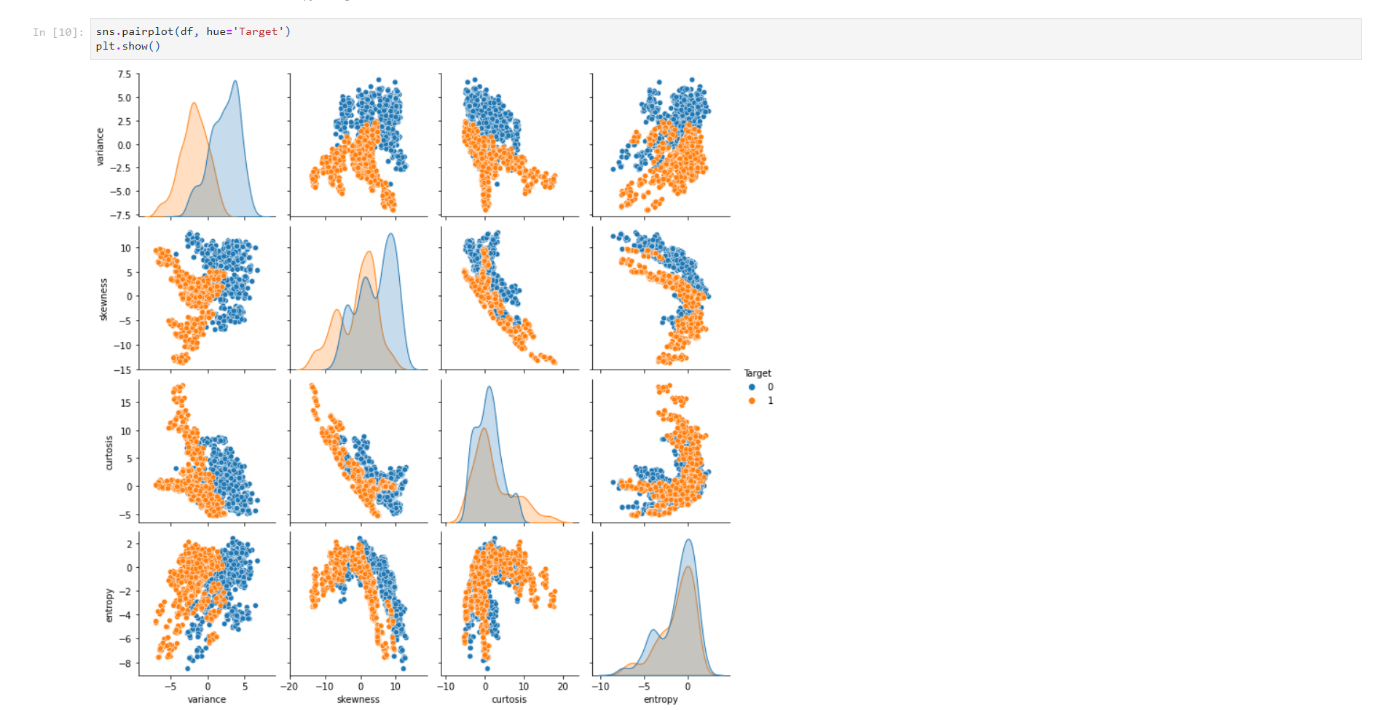 In [10]: sns.pairplot(df, hue='Target')
plt.show()
7.5
5.0
2.5
0.0
−2.5
−5.0
−7.5
variance
10
5
0
−5
−10
−15
skewness
15
10
5
0
−5
curtosis
2
0
−2
−4
−6
−8
entropy
−5 0 5
variance
−20 −10 0 10
skewness
−10 0 10 20
curtosis
−10 −5 0
entropy
Target
0
1